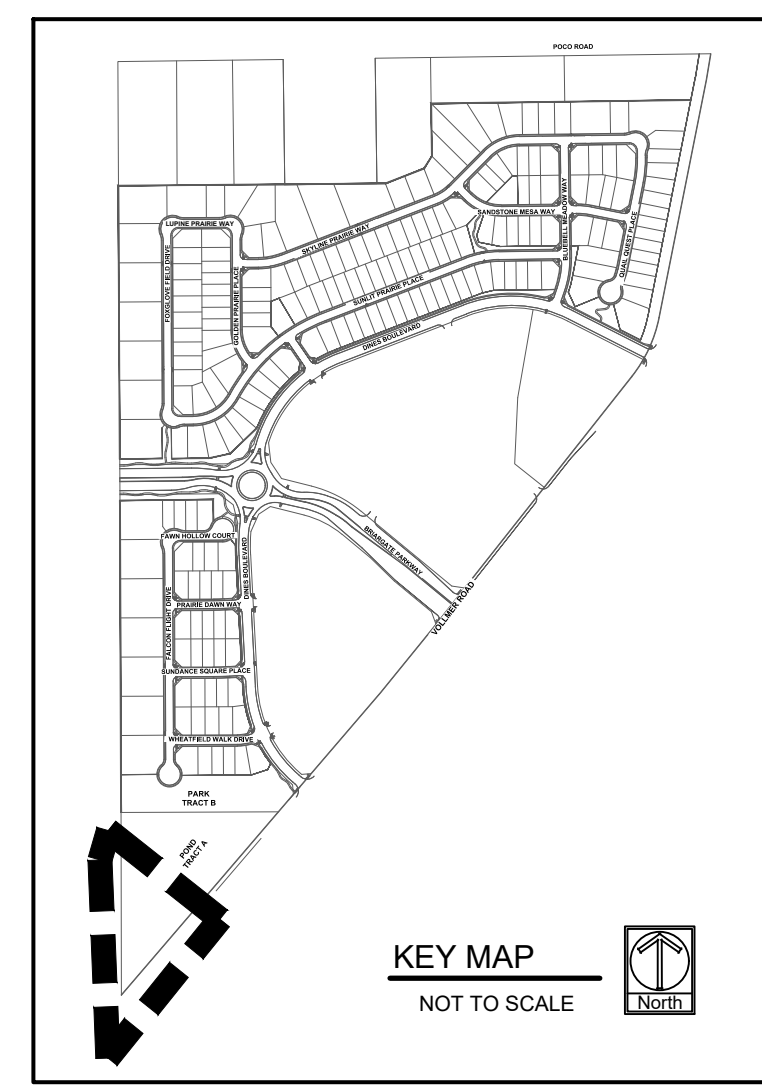 POCO ROAD
LUPINE PRAIRIE WAY
SKYLINE PRAIRIE WAY
SANDSTONE MESA WAY
BLUEBELL MEADOW WAY
QUAIL QUEST PLACE
FOXGLOVE FIELD DRIVE
GOLDEN PRAIRIE PLACE
SUNLIT PRAIRIE PLACE
DINES BOULEVARD
BRIARGATE PARKWAY
VOLLMER ROAD
FAWN HOLLOW COURT
DINES BOULEVARD
FALCON FLIGHT DRIVE
PRAIRIE DAWN WAY
SUNDANCE SQUARE PLACE
WHEATFIELD WALK DRIVE
PARK
TRACT B
POND
TRACT A
KEY MAP
NOT TO SCALE
North